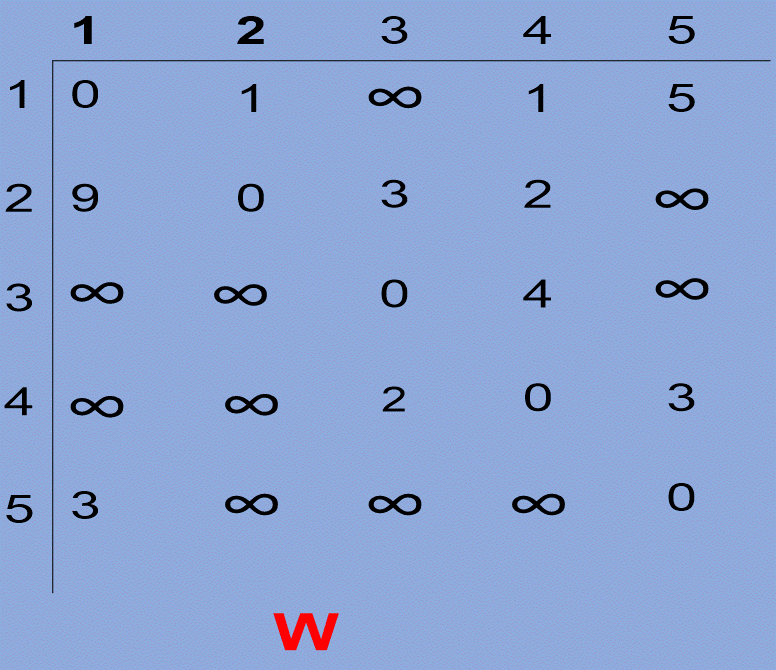 1 2 3 4 5
1 0 1 ∞ 1 5
2 9 0 3 2 ∞
3 ∞ ∞ 0 4 ∞
4 ∞ ∞ 2 0 3
5 3 ∞ ∞ ∞ 0
W